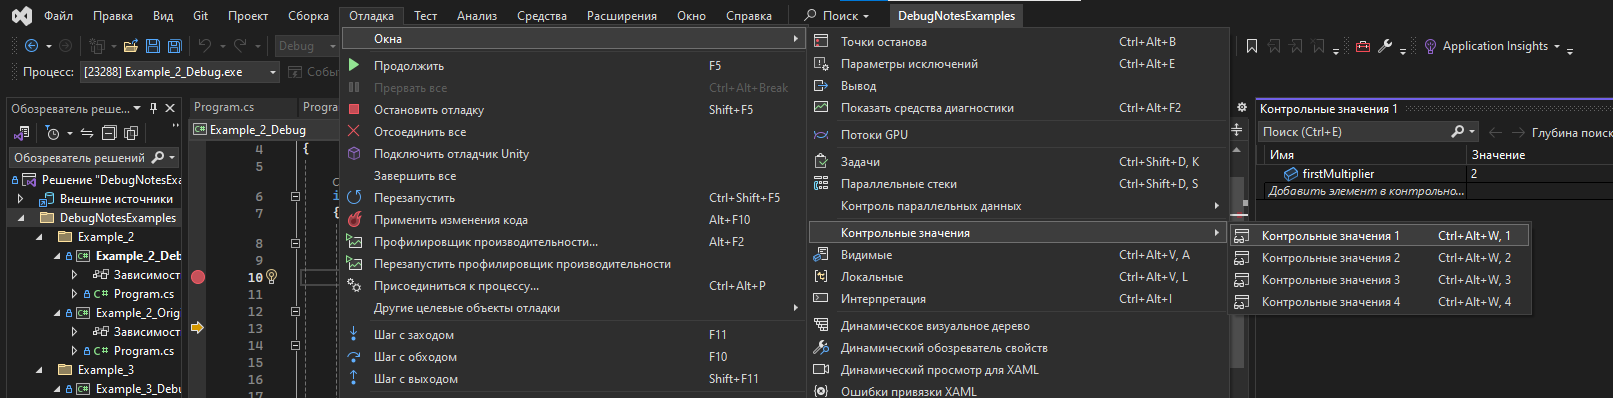 Файл Правка Вид Git Проект Сборка Отладка Тест Анализ Средства Расширения Окно Справка Поиск DebugNotesExamples
Debug
Application Insights
Процесс: [23288] Example_2_Debug.exe
Обозреватель реше...
Обозреватель решений
Решение "DebugNotesExa
Внешние источники
DebugNotesExamples
Example_2
Example_2_Deb
Зависимост
C# Program.cs
Example_2_Orig
Зависимост
C# Program.cs
Example_3
Example_3_Debu
Program.cs
Progra
C# Example_2_Debug
4 {
5
6
7 {
8
10
11
12
13
14
15
16
17
Окна
Продолжить F5
Прервать все Ctrl+Alt+Break
Остановить отладку Shift+F5
Отсоединить все
Подключить отладчик Unity
Завершить все
Перезапустить Ctrl+Shift+F5
Применить изменения кода Alt+F10
Профилировщик производительности... Alt+F2
Перезапустить профилировщик производительности
Присоединиться к процессу... Ctrl+Alt+P
Другие целевые объекты отладки
Шаг с заходом F11
Шаг с обходом F10
Шаг с выходом Shift+F11
Точки останова Ctrl+Alt+B
Параметры исключений Ctrl+Alt+E
Вывод
Показать средства диагностики Ctrl+Alt+F2
Потоки GPU
Задачи Ctrl+Shift+D, K
Параллельные стеки Ctrl+Shift+D, S
Контроль параллельных данных
Контрольные значения
Видимые Ctrl+Alt+V, A
Локальные Ctrl+Alt+V, L
Интерпретация Ctrl+Alt+I
Динамическое визуальное дерево
Динамический обозреватель свойств
Динамический просмотр для XAML
Ошибки привязки XAML
Контрольные значения 1 Ctrl+Alt+W, 1
Контрольные значения 2 Ctrl+Alt+W, 2
Контрольные значения 3 Ctrl+Alt+W, 3
Контрольные значения 4 Ctrl+Alt+W, 4
Контрольные значения 1
Поиск (Ctrl+E) Глубина поиск
Имя Значение
firstMultiplier 2
Добавить элемент в контрольно...